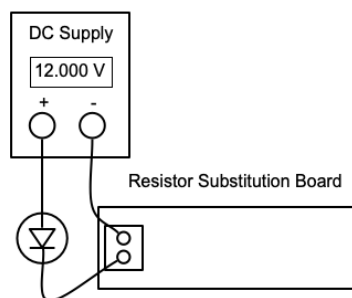 DC Supply
12.000 V
+ -
Resistor Substitution Board